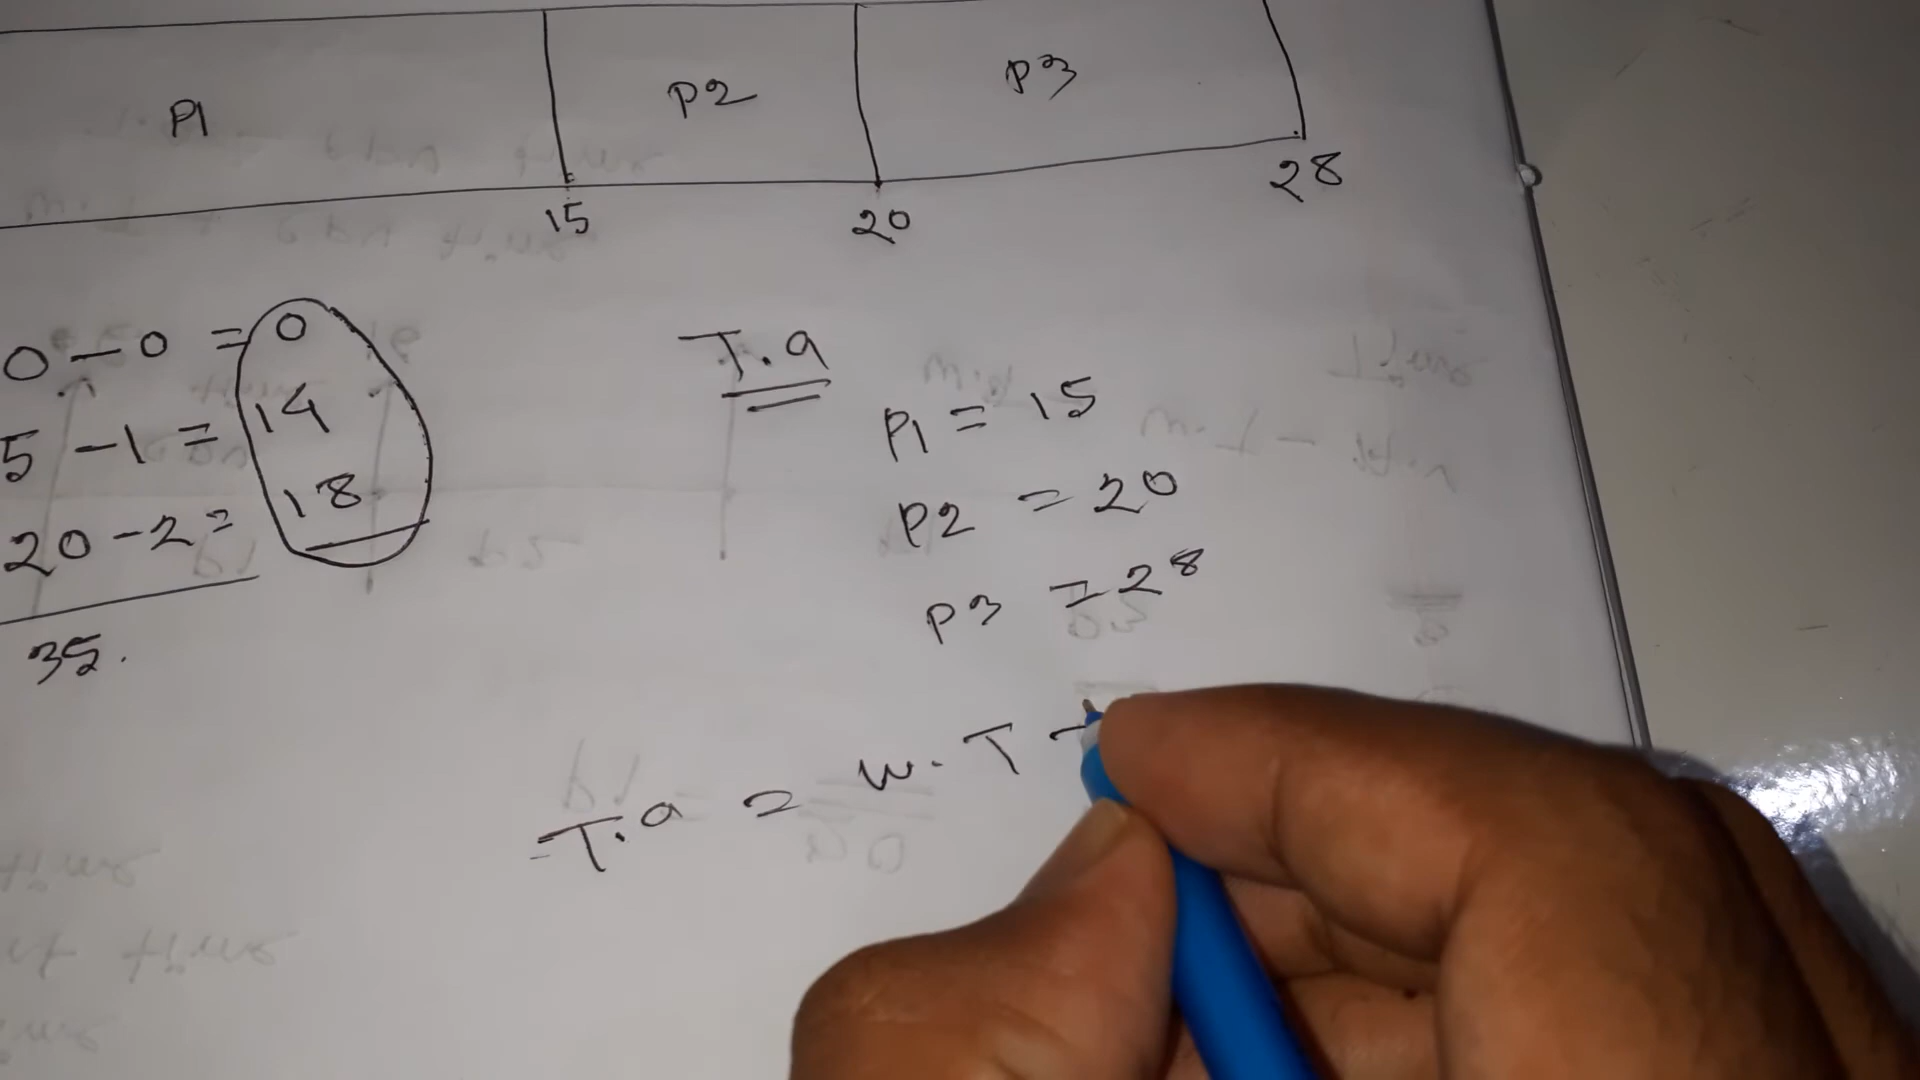 P1 P2 P3
15 20 28
0 - 0 = 0
5 - 1 = 14
20 - 2 = 18
35.
T.a
P1 = 15
P2 = 20
P3 = 28
T.a = W.T